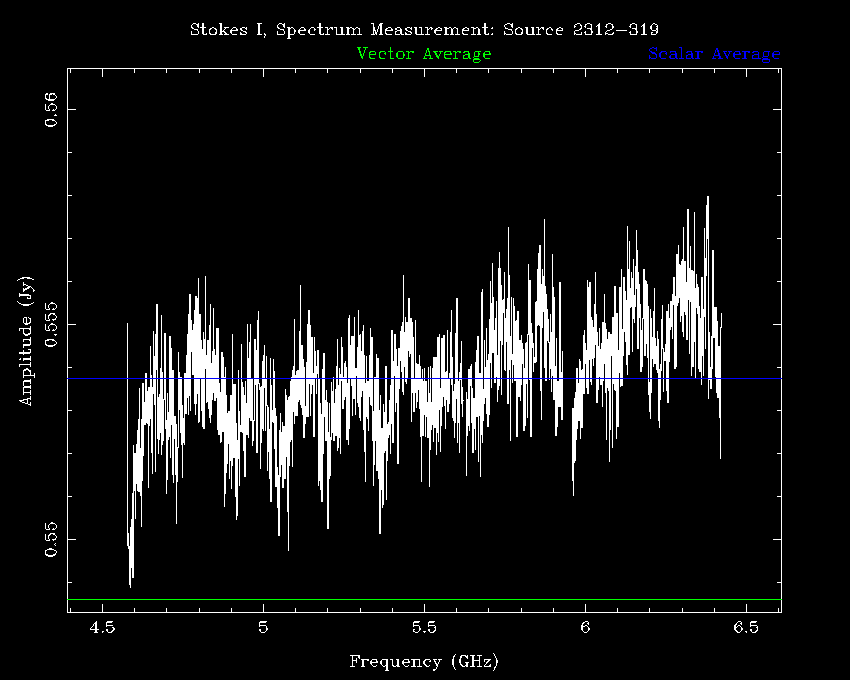 Stokes I, Spectrum Measurement: Source 2312−319
Vector Average Scalar Average
0.56
0.555
0.55
Amplitude (Jy)
4.5 5 5.5 6 6.5
Frequency (GHz)